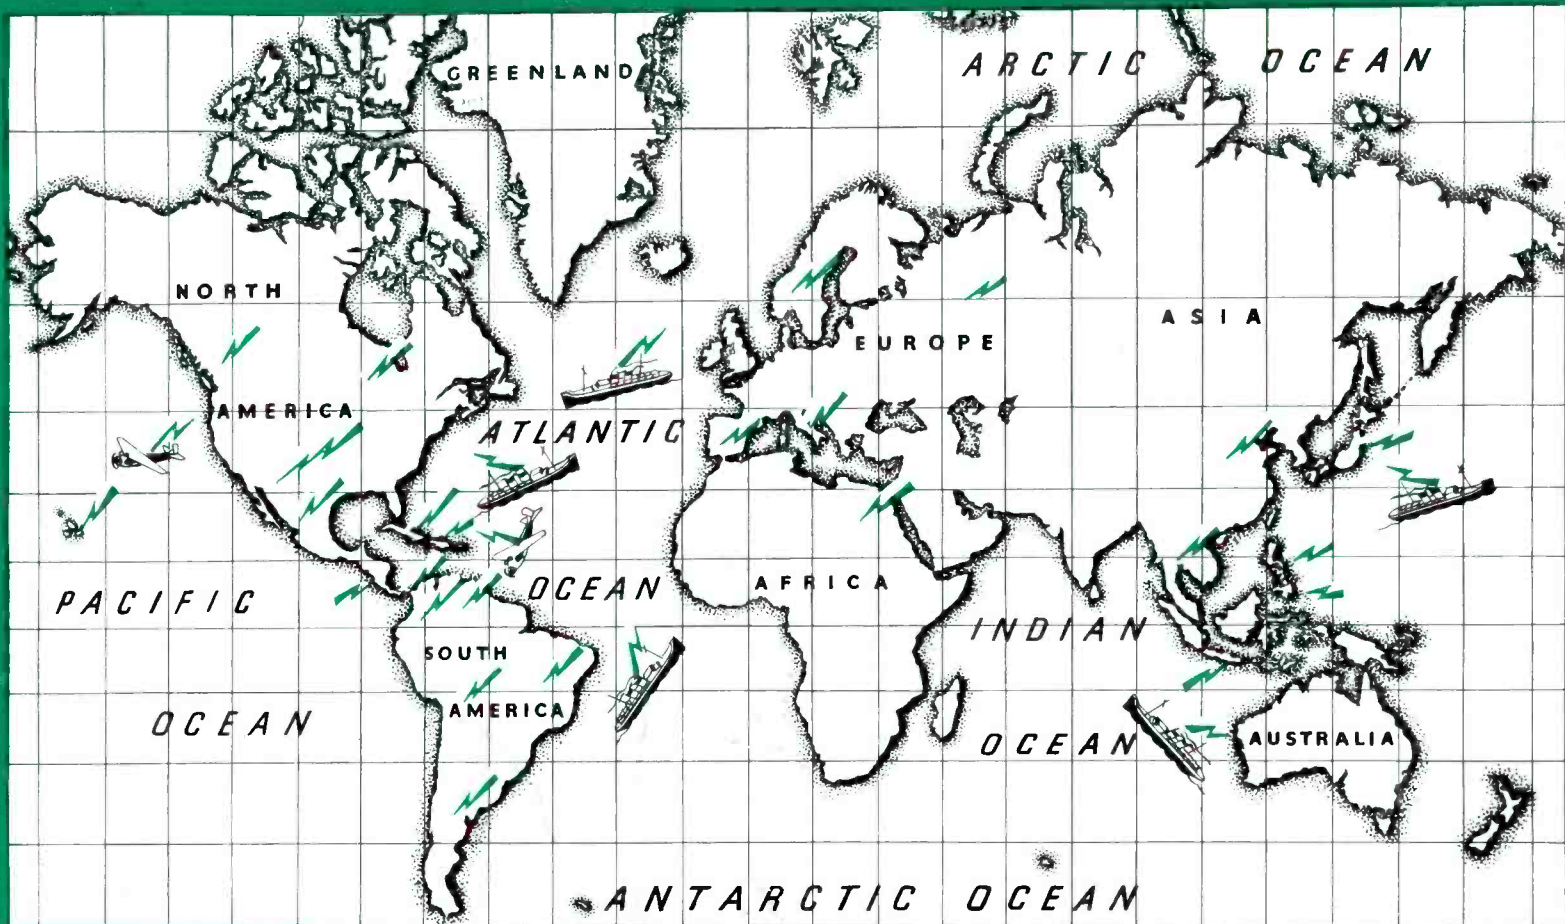 GREENLAND
ARCTIC OCEAN
NORTH
AMERICA
EUROPE
ASIA
ATLANTIC
OCEAN
PACIFIC
OCEAN
AFRICA
SOUTH
AMERICA
INDIAN
OCEAN
AUSTRALIA
ANTARCTIC OCEAN